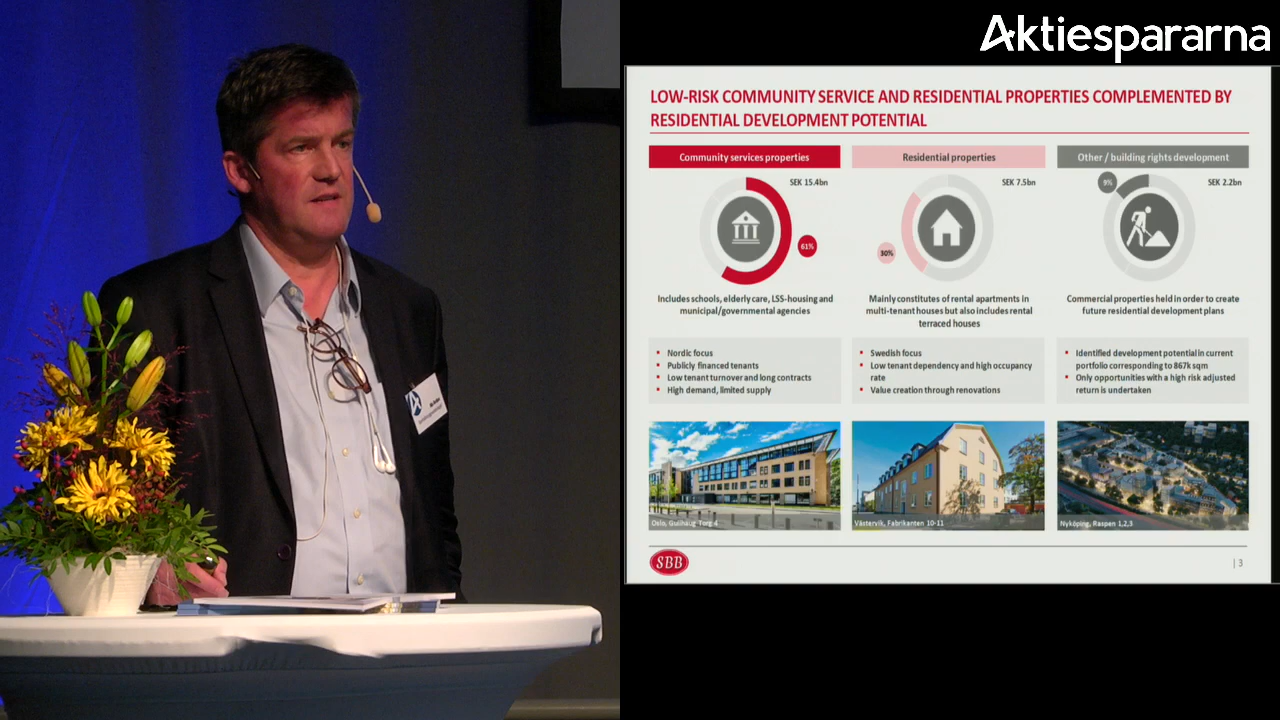 Aktiespararna
LOW-RISK COMMUNITY SERVICE AND RESIDENTIAL PROPERTIES COMPLEMENTED BY
RESIDENTIAL DEVELOPMENT POTENTIAL
Community services properties
SEK 15.4bn
61%
Includes schools, elderly care, LSS-housing and
municipal/governmental agencies
Nordic focus
Publicly financed tenants
Low tenant turnover and long contracts
High demand, limited supply
Oslo, Gullhaug Torg 4
Residential properties
SEK 7.5bn
30%
Mainly constitutes of rental apartments in
multi-tenant houses but also includes rental
terraced houses
Swedish focus
Low tenant dependency and high occupancy
rate
Value creation through renovations
Västervik, Fabrikanten 10-11
Other / building rights development
9%
SEK 2.2bn
Commercial properties held in order to create
future residential development plans
Identified development potential in current
portfolio corresponding to 867k sqm
Only opportunities with a high risk adjusted
return is undertaken
Nyköping, Raspen 1,2,3
SBB
| 3